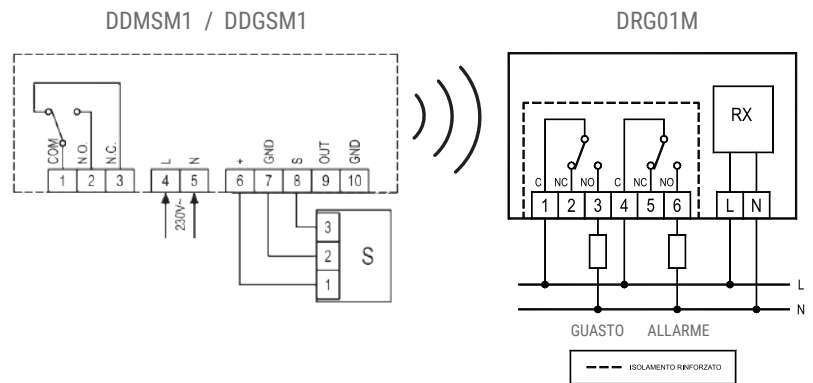 DDMSM1 / DDGSM1
COM
N.O.
N.C.
L
N
+
GND
S
OUT
GND
1 2 3 4 5 6 7 8 9 10
230V~
3
2
1
S
DRG01M
RX
C NC NO C NC NO
1 2 3 4 5 6 L N
L
N
GUASTO ALLARME
ISOLAMENTO RINFORZATO